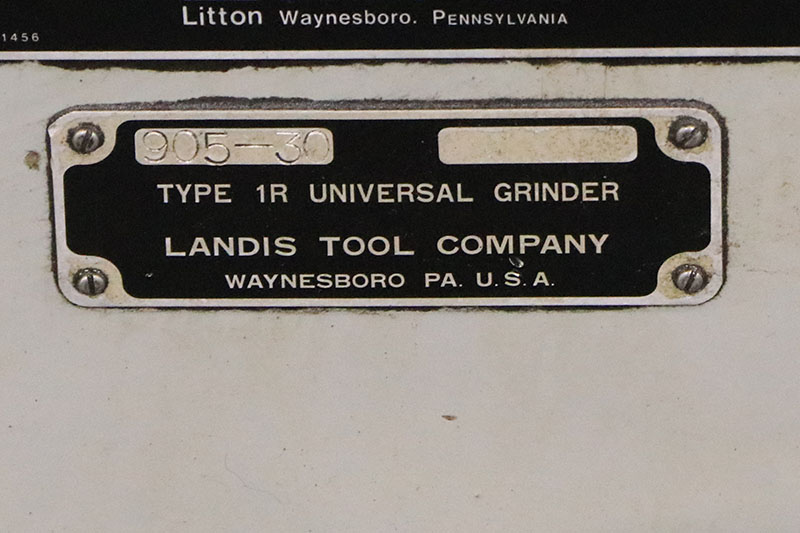 Litton Waynesboro. Pennsylvania
1456
905-30
TYPE 1R UNIVERSAL GRINDER
LANDIS TOOL COMPANY
WAYNESBORO PA. U.S.A.